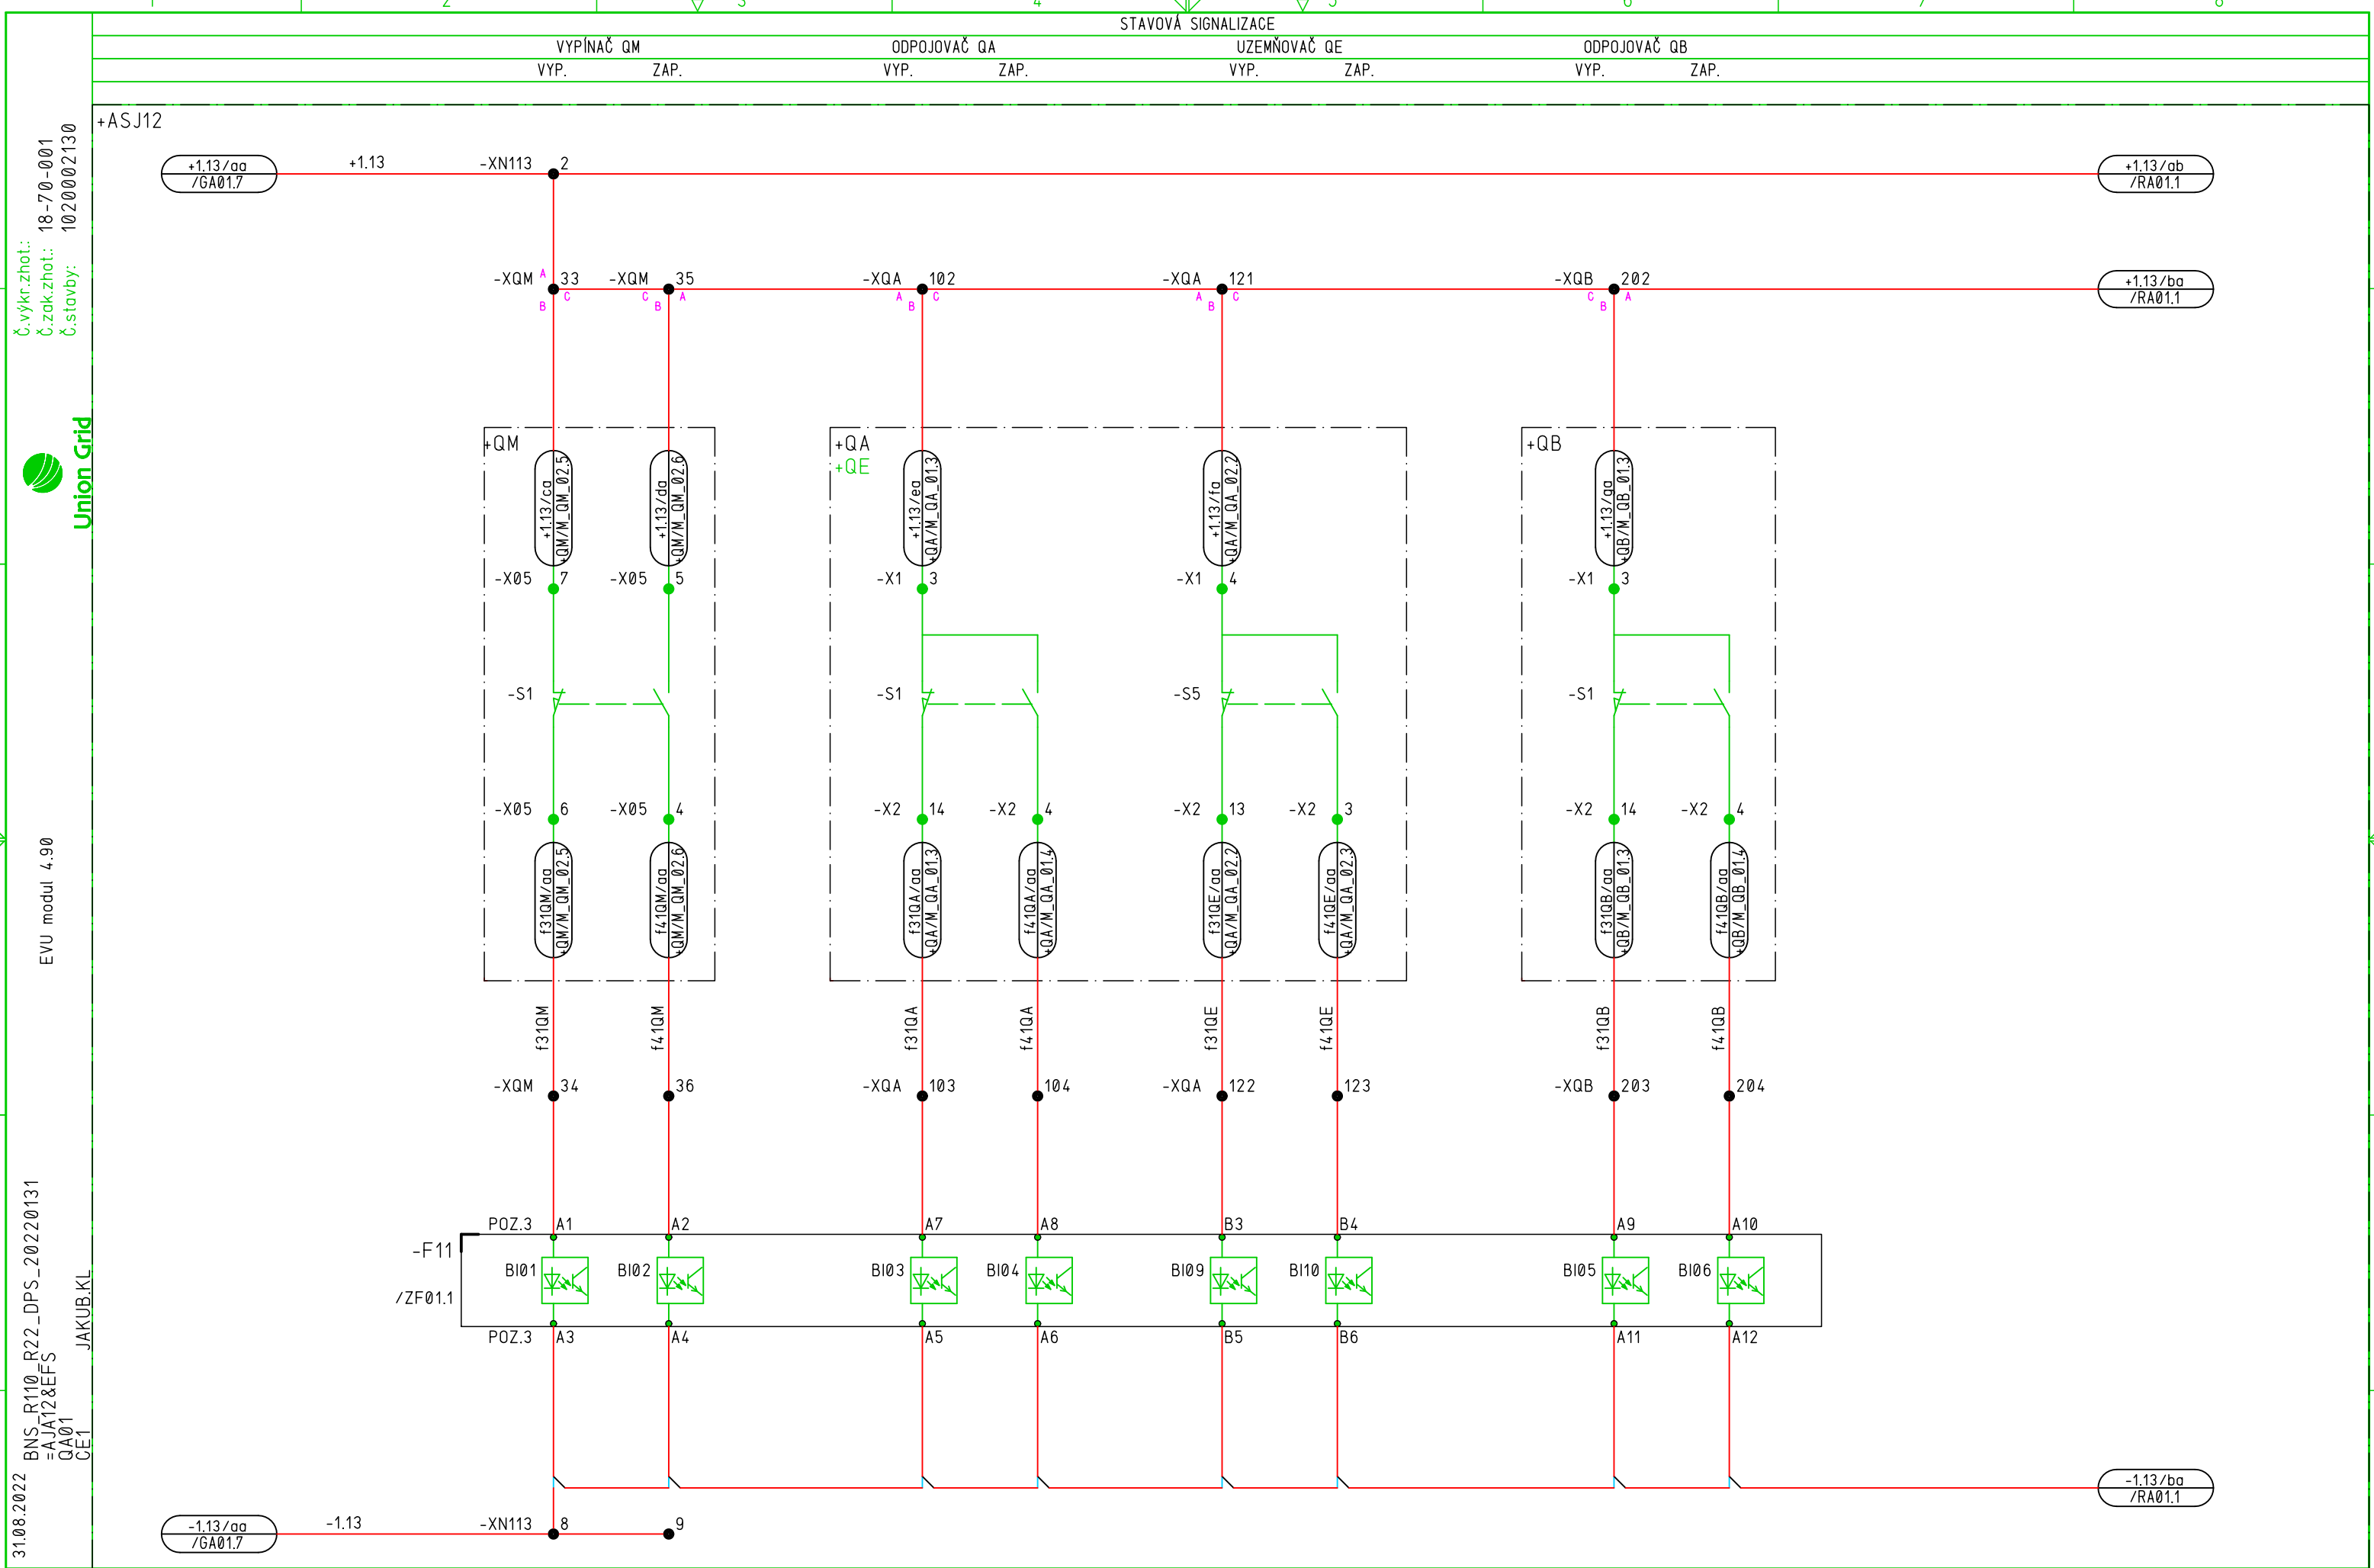 1 2 3 4 5 6 7 8
STAVOVÁ SIGNALIZACE
VYPÍNAČ QM ODPOJOVAČ QA UZEMŇOVAČ QE ODPOJOVAČ QB
VYP. ZAP. VYP. ZAP. VYP. ZAP. VYP. ZAP.
+ASJ12
+1.13/aa
/GA01.7
+1.13
-XN113 2
+1.13/ab
/RA01.1
-XQM A 33 B C
-XQM 35 C B A
-XQA 102 A B C
-XQA 121 A B C
-XQB 202 C B A
+1.13/ba
/RA01.1
+QM
+QA
+QE
+QB
+1.13/ca
+QM/M_QM_02.5
+1.13/da
+QM/M_QM_02.6
+1.13/ea
+QA/M_QA_01.3
+1.13/fa
+QA/M_QA_02.2
+1.13/ga
+QB/M_QB_01.3
-X05 7 -X05 5 -X1 3 -X1 4 -X1 3
-S1 -S1 -S5 -S1
-X05 6 -X05 4 -X2 14 -X2 4 -X2 13 -X2 3 -X2 14 -X2 4
f31QM/aa
+QM/M_QM_02.5
f41QM/aa
+QM/M_QM_02.6
f31QA/aa
+QA/M_QA_01.3
f41QA/aa
+QA/M_QA_01.4
f31QE/aa
+QA/M_QA_02.2
f41QE/aa
+QA/M_QA_02.3
f31QB/aa
+QB/M_QB_01.3
f41QB/aa
+QB/M_QB_01.4
f31QM f41QM f31QA f41QA f31QE f41QE f31QB f41QB
-XQM 34 36 -XQA 103 104 -XQA 122 123 -XQB 203 204
POZ.3 A1 A2 A7 A8 B3 B4 A9 A10
-F11
BI01 BI02 BI03 BI04 BI09 BI10 BI05 BI06
/ZF01.1
POZ.3 A3 A4 A5 A6 B5 B6 A11 A12
-1.13/ba
/RA01.1
-1.13/aa
/GA01.7
-1.13
-XN113 8 9
Č.výkr.zhot.:
Č.zak.zhot.: 18-70-001
Č.stavby: 1020002130
Union Grid
EVU modul 4.90
BNS_R110_R22_DPS_20220131
=AJA12&EFS
QA01
CE1 JAKUB.KL
31.08.2022